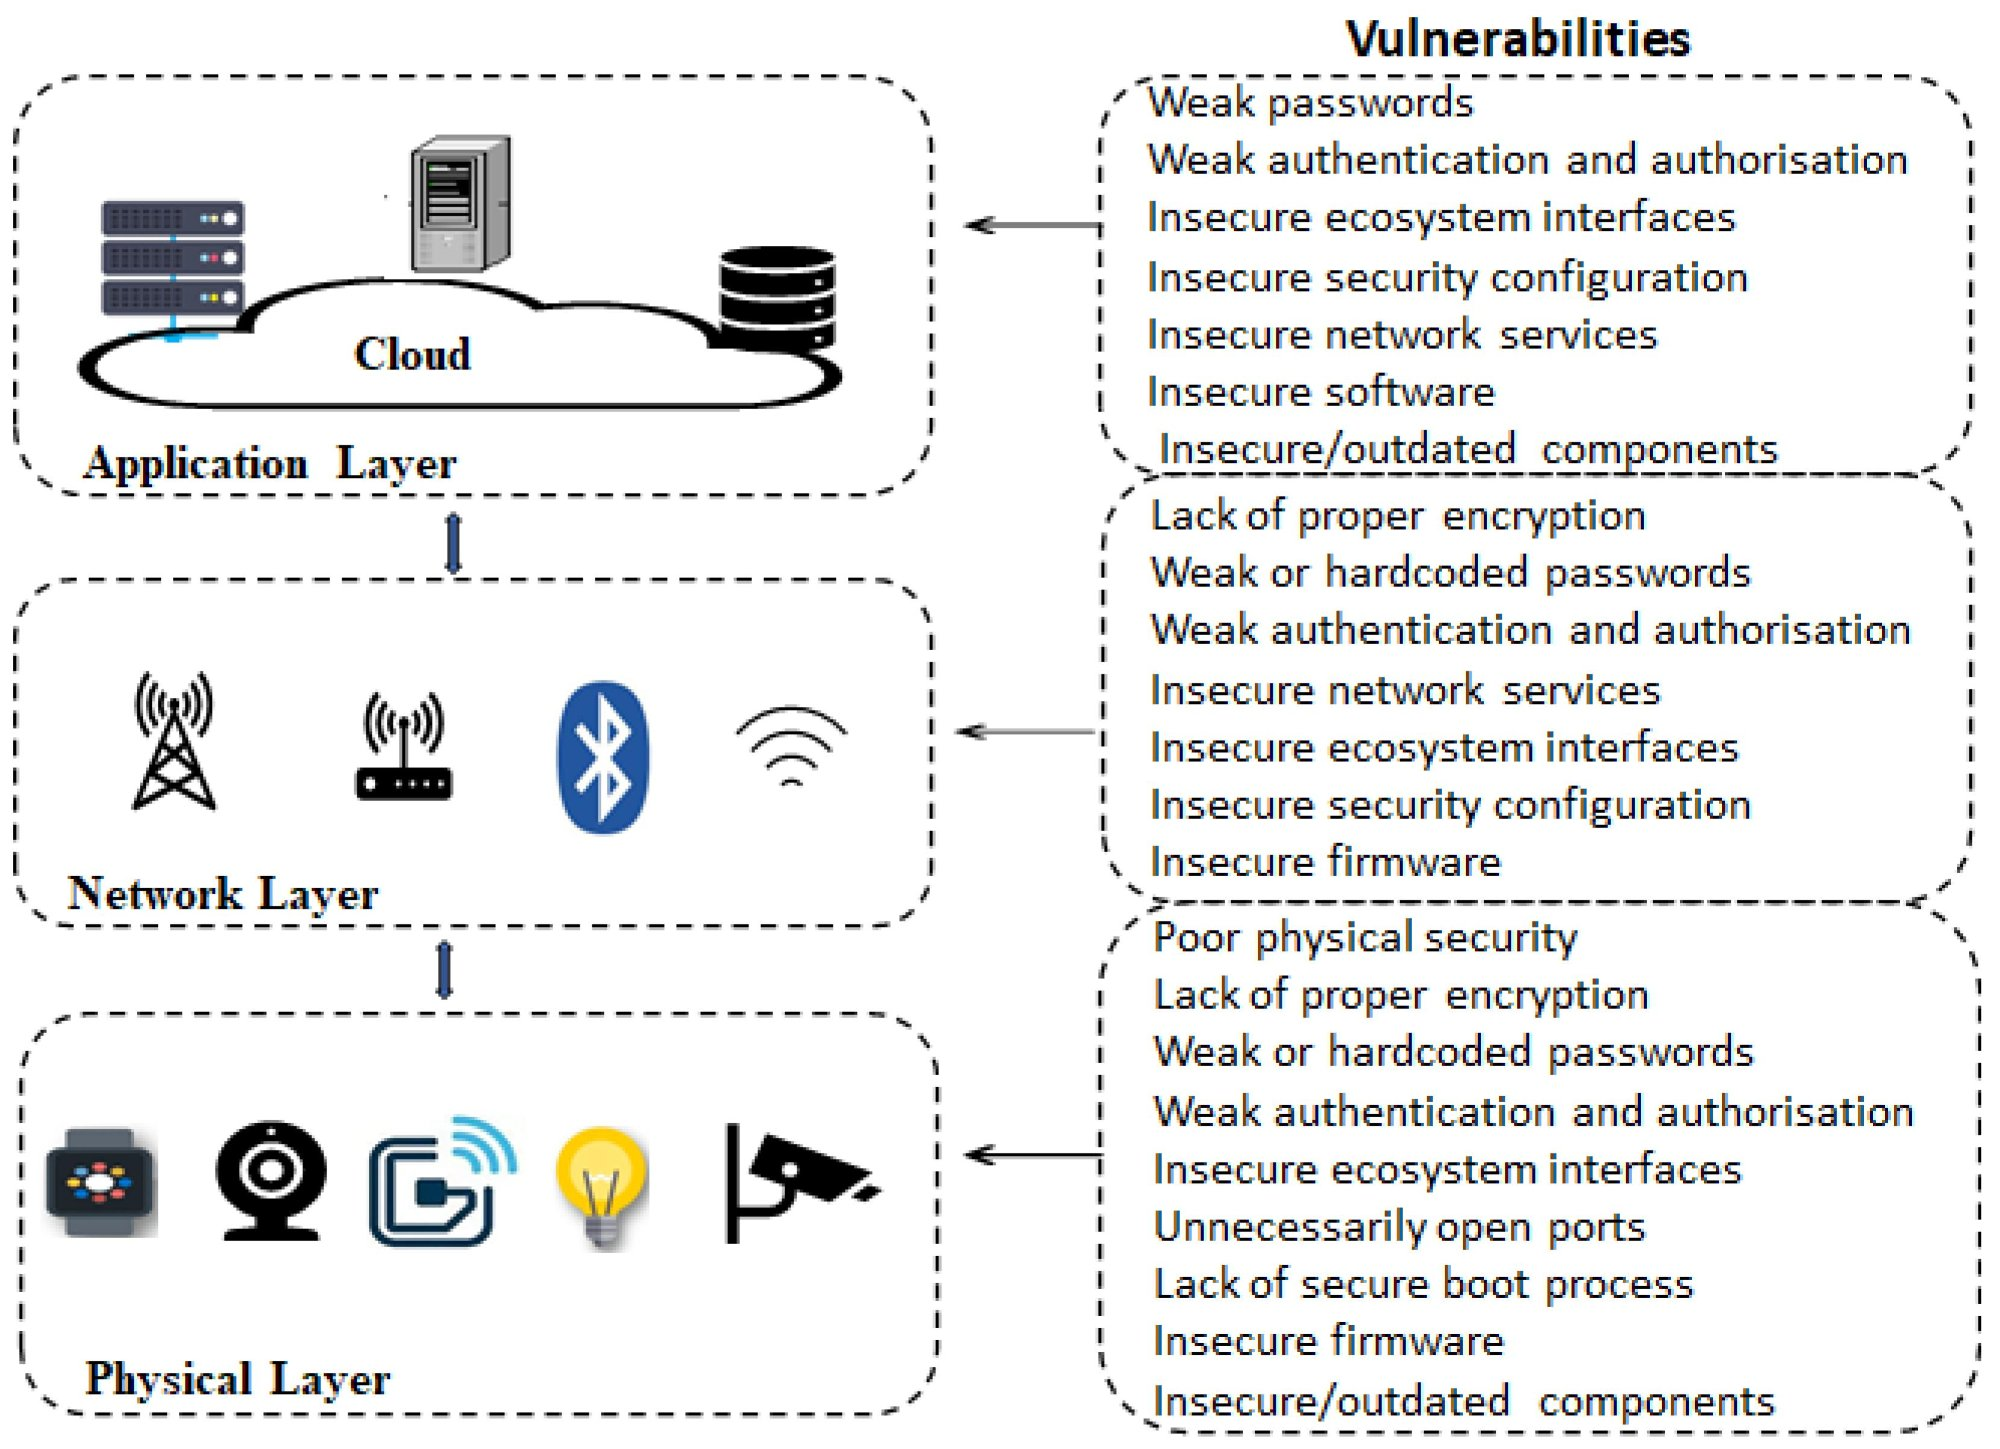 Vulnerabilities
Weak passwords
Weak authentication and authorisation
Insecure ecosystem interfaces
Insecure security configuration
Insecure network services
Insecure software
Insecure/outdated components
Cloud
Application Layer
Lack of proper encryption
Weak or hardcoded passwords
Weak authentication and authorisation
Insecure network services
Insecure ecosystem interfaces
Insecure security configuration
Insecure firmware
Network Layer
Poor physical security
Lack of proper encryption
Weak or hardcoded passwords
Weak authentication and authorisation
Insecure ecosystem interfaces
Unnecessarily open ports
Lack of secure boot process
Insecure firmware
Insecure/outdated components
Physical Layer